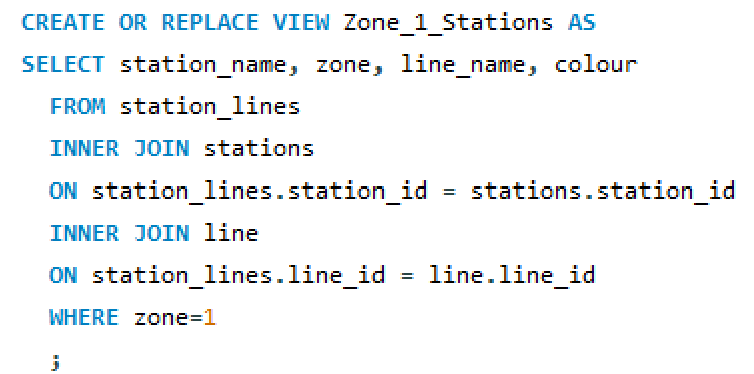 CREATE OR REPLACE VIEW Zone_1_Stations AS
SELECT station_name, zone, line_name, colour
FROM station_lines
INNER JOIN stations
ON station_lines.station_id = stations.station_id
INNER JOIN line
ON station_lines.line_id = line.line_id
WHERE zone=1
;